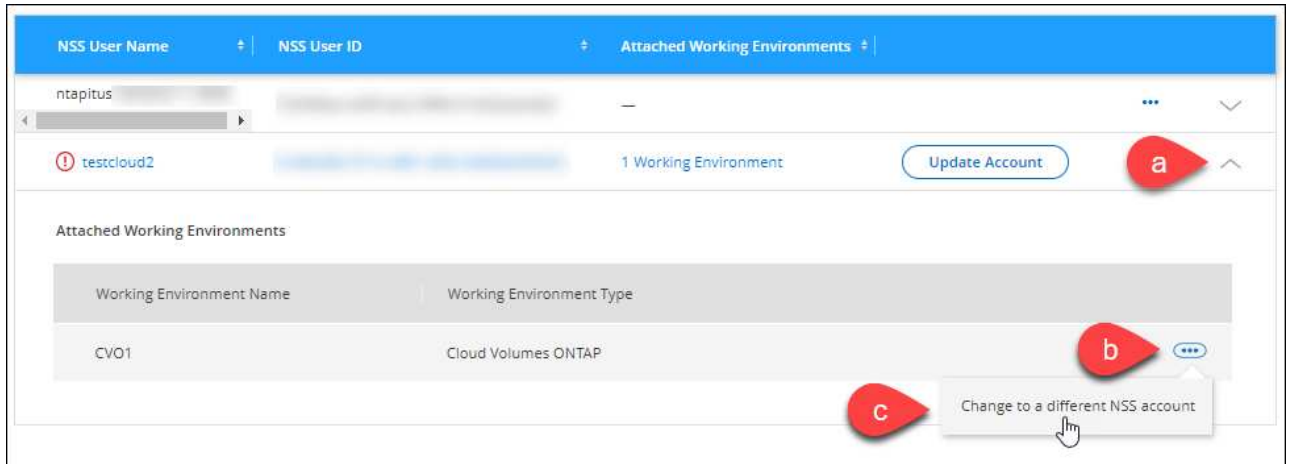 NSS User Name NSS User ID Attached Working Environments
ntapitus —
testcloud2 1 Working Environment Update Account a
Attached Working Environments
Working Environment Name Working Environment Type
CVO1 Cloud Volumes ONTAP b
c Change to a different NSS account